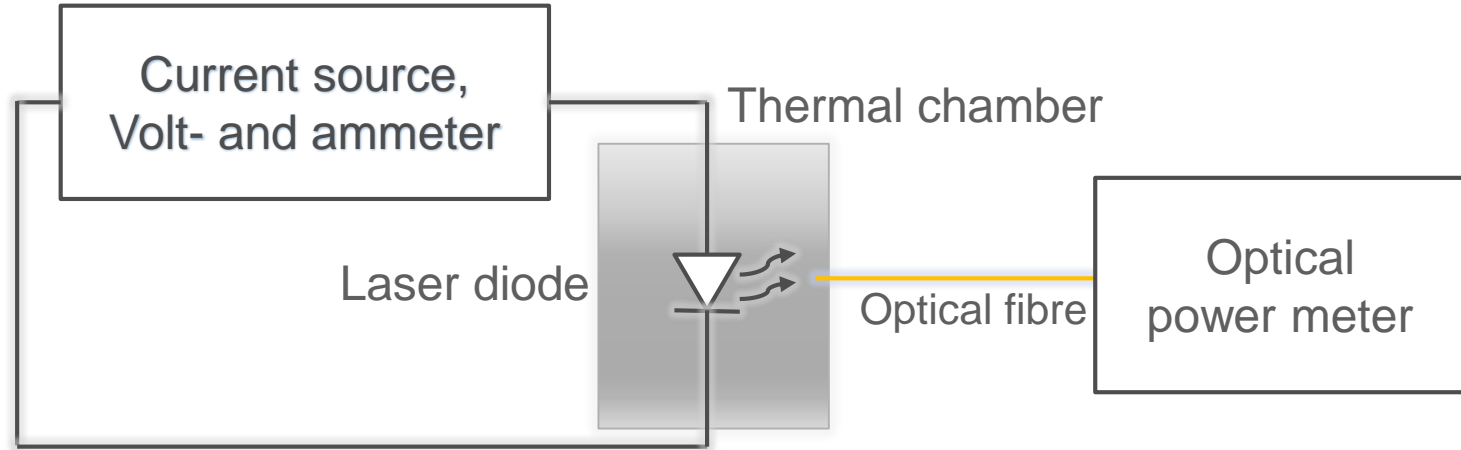 Current source,
Volt- and ammeter
Thermal chamber
Laser diode
Optical fibre
Optical
power meter